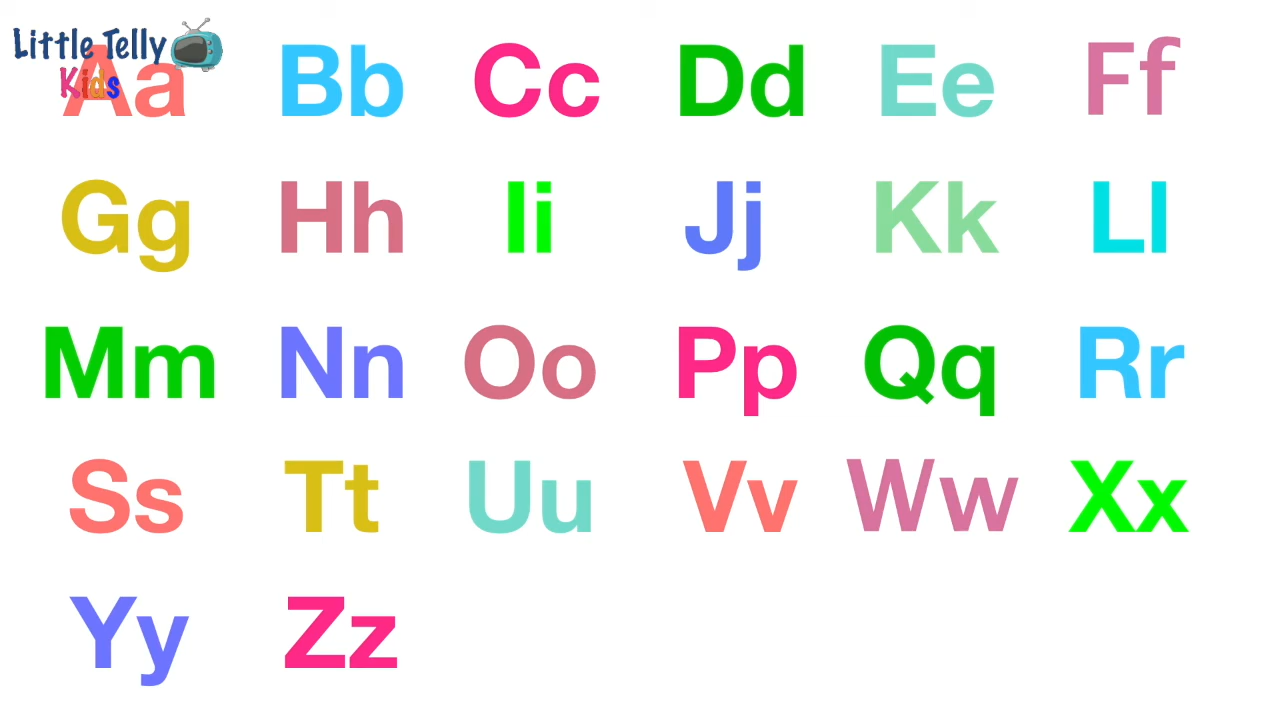 Little Telly
Kids
Aa Bb Cc Dd Ee Ff
Gg Hh Ii Jj Kk Ll
Mm Nn Oo Pp Qq Rr
Ss Tt Uu Vv Ww Xx
Yy Zz